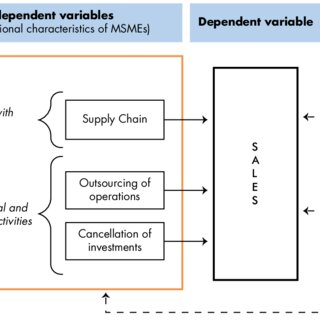 dependent variables
Dependent variable
ional characteristics of MSMEs)
with
Supply Chain
al and
ctivities
Outsourcing of
operations
Cancellation of
investments
S
A
L
E
S